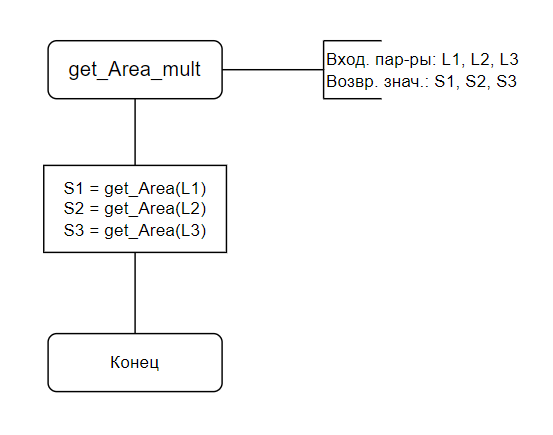 get_Area_mult
Вход. пар-ры: L1, L2, L3
Возвр. знач.: S1, S2, S3
S1 = get_Area(L1)
S2 = get_Area(L2)
S3 = get_Area(L3)
Конец